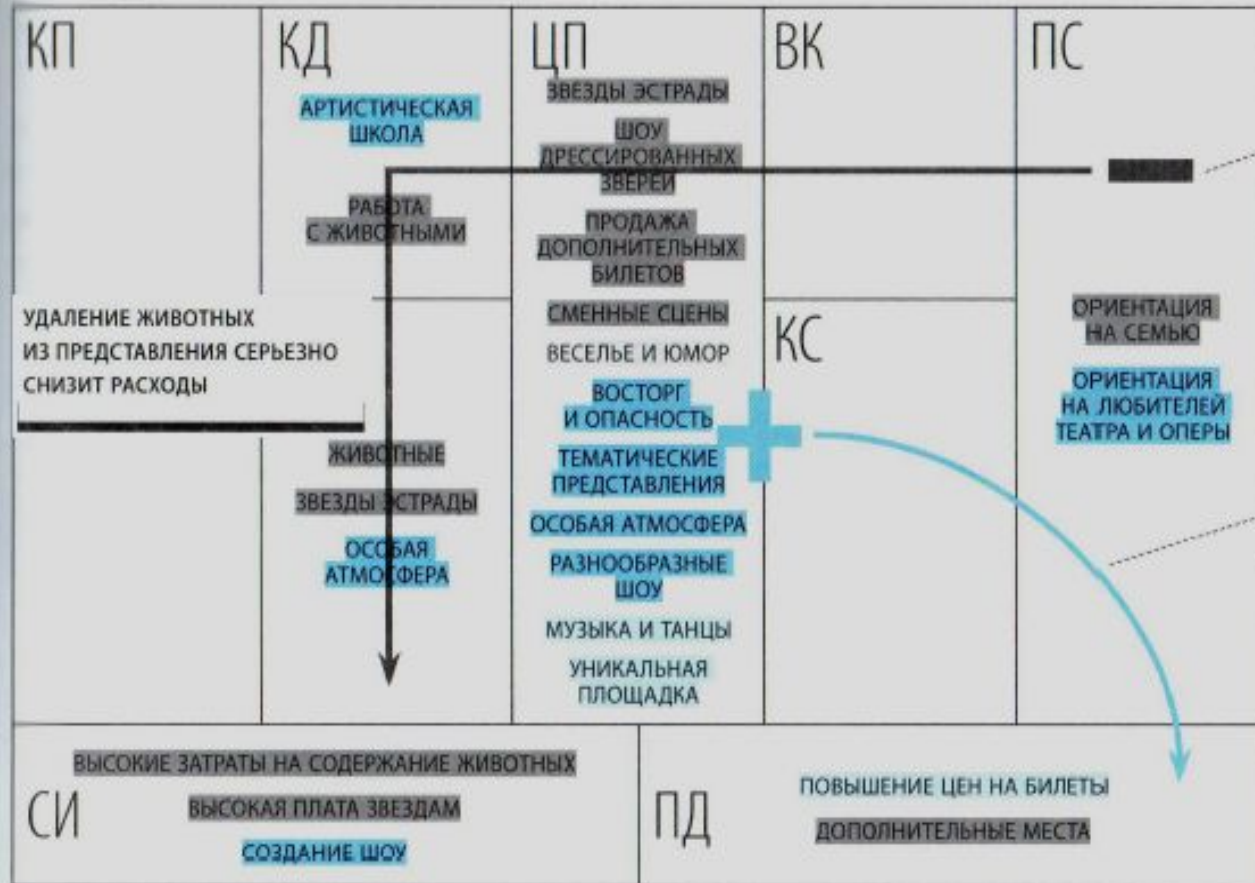 КП
КД
АРТИСТИЧЕСКАЯ
ШКОЛА
РАБОТА
С ЖИВОТНЫМИ
ЦП
ЗВЕЗДЫ ЭСТРАДЫ
ШОУ
ДРЕССИРОВАННЫХ
ЗВЕРЕЙ
ПРОДАЖА
ДОПОЛНИТЕЛЬНЫХ
БИЛЕТОВ
СМЕННЫЕ СЦЕНЫ
ВЕСЕЛЬЕ И ЮМОР
ВОСТОРГ
И ОПАСНОСТЬ
ТЕМАТИЧЕСКИЕ
ПРЕДСТАВЛЕНИЯ
ОСОБАЯ АТМОСФЕРА
РАЗНООБРАЗНЫЕ
ШОУ
МУЗЫКА И ТАНЦЫ
УНИКАЛЬНАЯ
ПЛОЩАДКА
ВК
ПС
ОРИЕНТАЦИЯ
НА СЕМЬЮ
ОРИЕНТАЦИЯ
НА ЛЮБИТЕЛЕЙ
ТЕАТРА И ОПЕРЫ
УДАЛЕНИЕ ЖИВОТНЫХ
ИЗ ПРЕДСТАВЛЕНИЯ СЕРЬЕЗНО
СНИЗИТ РАСХОДЫ
ЖИВОТНЫЕ
ЗВЕЗДЫ ЭСТРАДЫ
ОСОБАЯ
АТМОСФЕРА
КС
СИ
ВЫСОКИЕ ЗАТРАТЫ НА СОДЕРЖАНИЕ ЖИВОТНЫХ
ВЫСОКАЯ ПЛАТА ЗВЕЗДАМ
СОЗДАНИЕ ШОУ
ПД
ПОВЫШЕНИЕ ЦЕН НА БИЛЕТЫ
ДОПОЛНИТЕЛЬНЫЕ МЕСТА